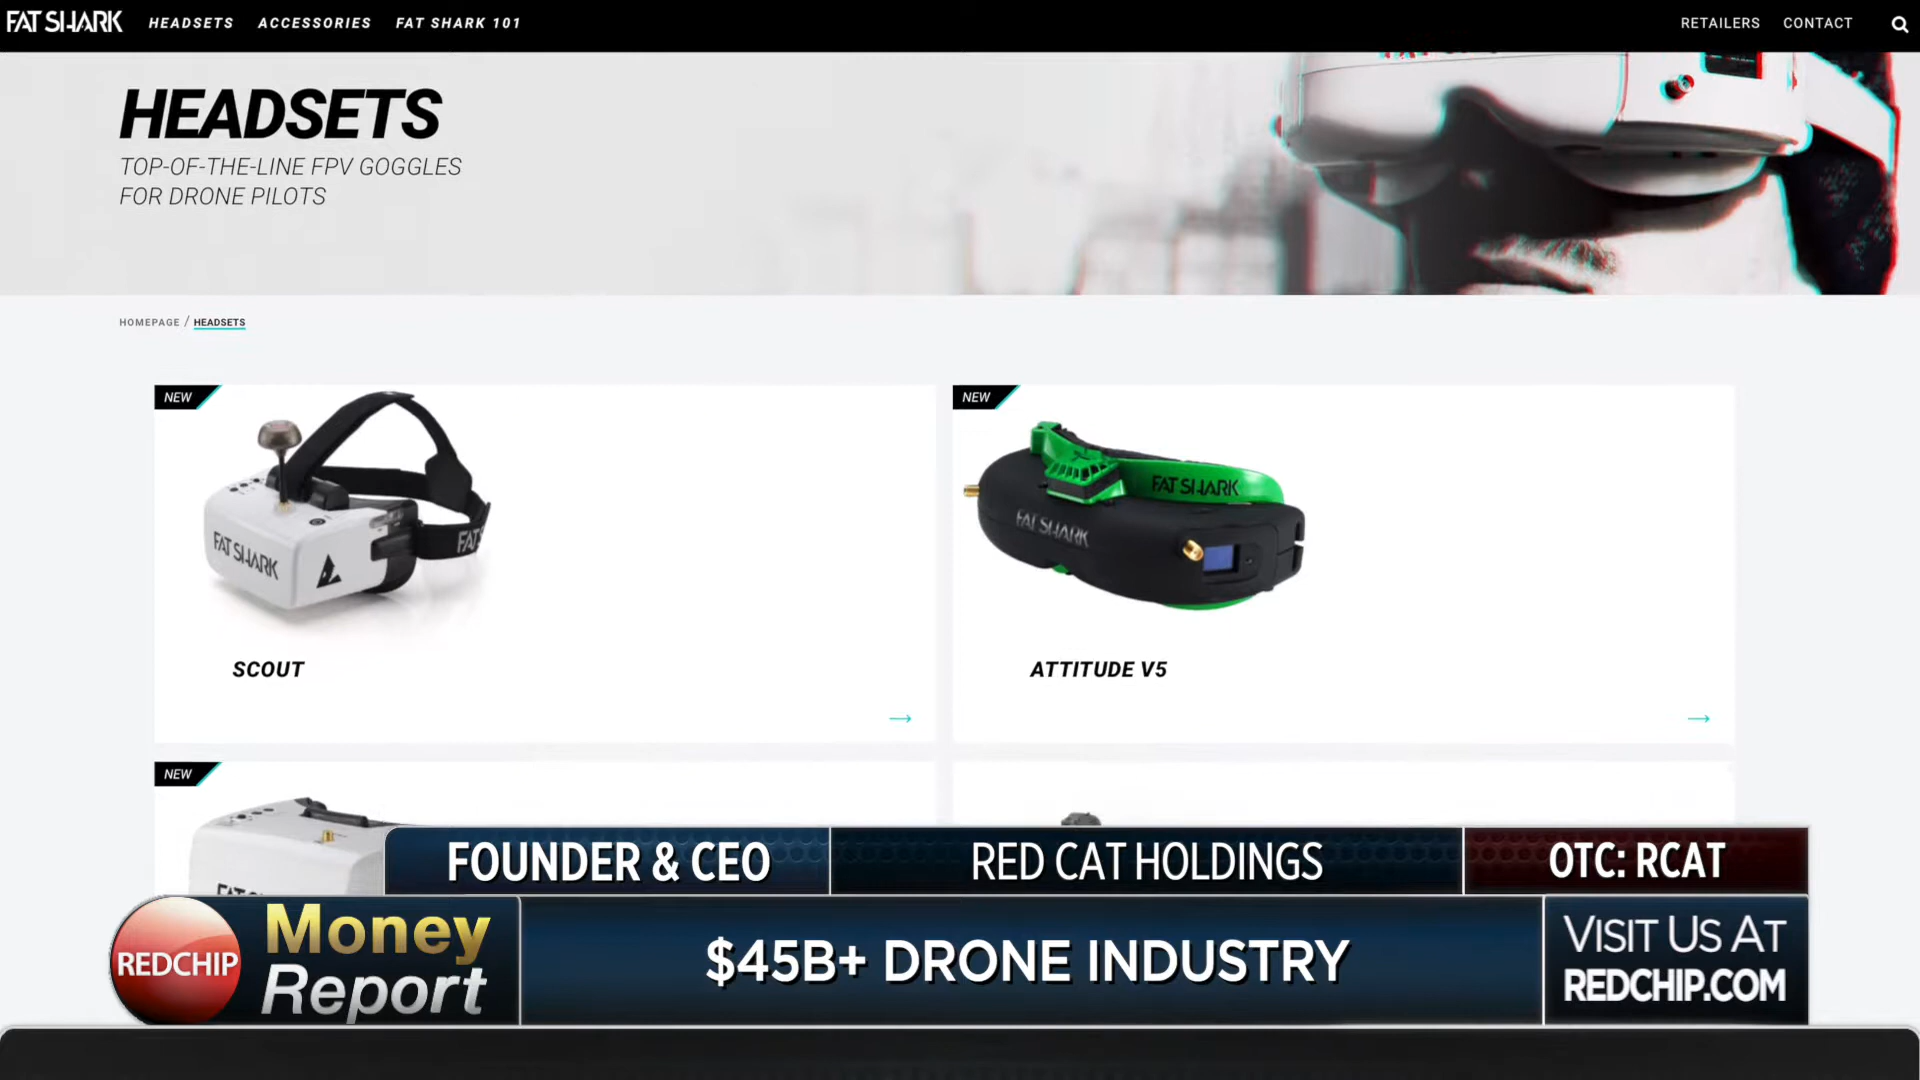 FAT SHARK
HEADSETS ACCESSORIES FAT SHARK 101 RETAILERS CONTACT
HEADSETS
TOP-OF-THE-LINE FPV GOGGLES
FOR DRONE PILOTS
HOMEPAGE / HEADSETS
NEW
FAT SHARK
SCOUT
NEW
FAT SHARK
FAT SHARK
ATTITUDE V5
NEW
FOUNDER & CEO RED CAT HOLDINGS OTC: RCAT
REDCHIP
Money
Report
$45B+ DRONE INDUSTRY
VISIT US AT
REDCHIP.COM